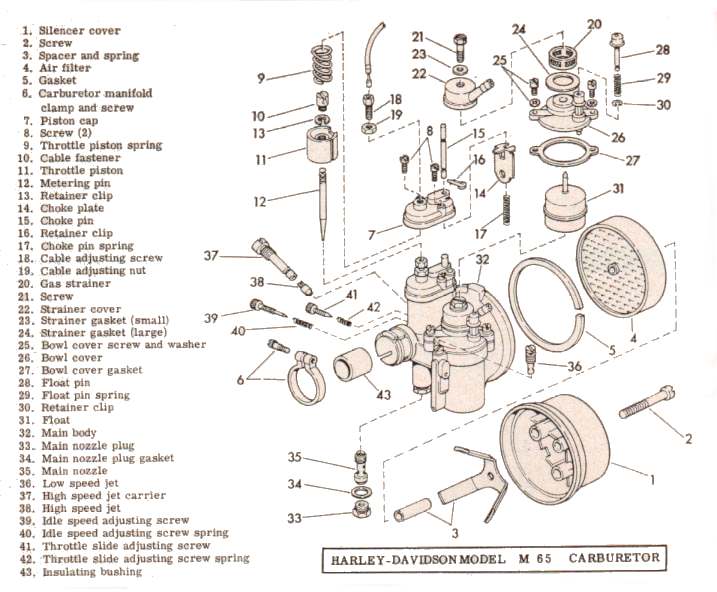 1. Silencer cover
2. Screw
3. Spacer and spring
4. Air filter
5. Gasket
6. Carburetor manifold
clamp and screw
7. Piston cap
8. Screw (2)
9. Throttle piston spring
10. Cable fastener
11. Throttle piston
12. Metering pin
13. Retainer clip
14. Choke plate
15. Choke pin
16. Retainer clip
17. Choke pin spring
18. Cable adjusting screw
19. Cable adjusting nut
20. Gas strainer
21. Screw
22. Strainer cover
23. Strainer gasket (small)
24. Strainer gasket (large)
25. Bowl cover screw and washer
26. Bowl cover
27. Bowl cover gasket
28. Float pin
29. Float pin spring
30. Retainer clip
31. Float
32. Main body
33. Main nozzle plug
34. Main nozzle plug gasket
35. Main nozzle
36. Low speed jet
37. High speed jet carrier
38. High speed jet
39. Idle speed adjusting screw
40. Idle speed adjusting screw spring
41. Throttle slide adjusting screw
42. Throttle slide adjusting screw spring
43. Insulating bushing
20
21
24
28
23
25
22
9
29
18
10
30
8
15
13
19
26
16
11
27
14
31
12
7
17
37
32
38
41
42
39
40
5
4
36
6
43
2
35
34
1
33
3
HARLEY-DAVIDSON MODEL M 65 CARBURETOR